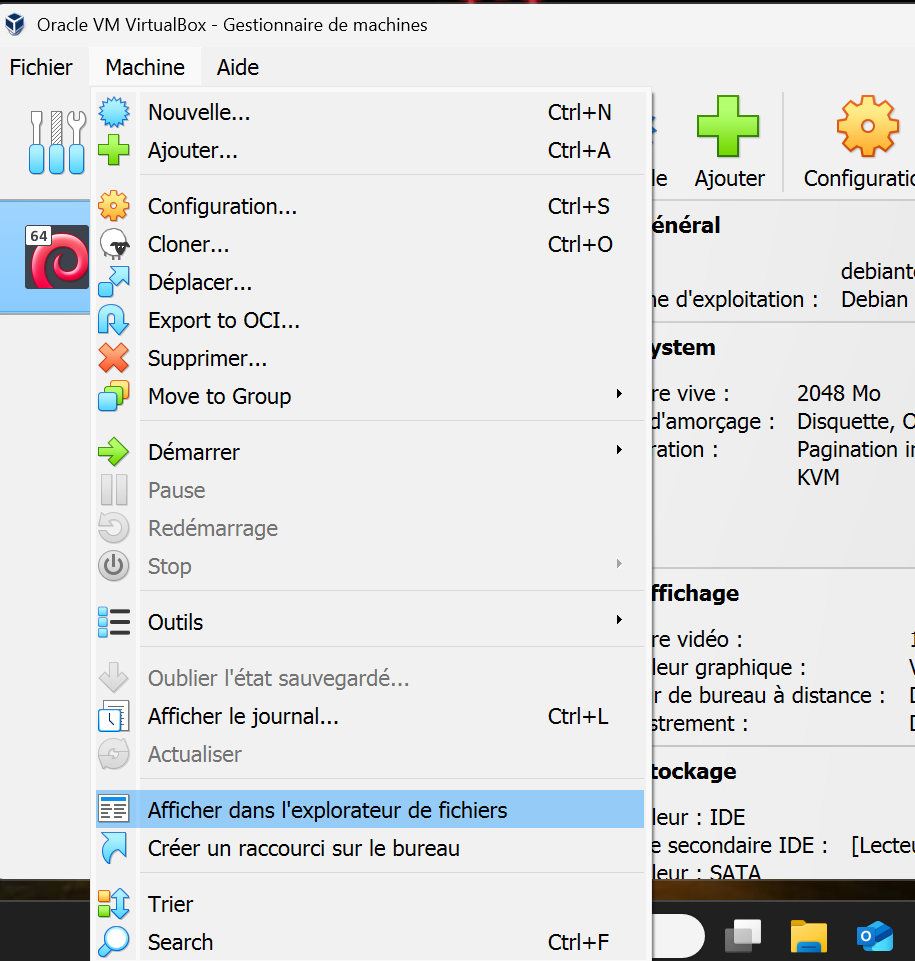 Oracle VM VirtualBox - Gestionnaire de machines
Fichier Machine Aide
Nouvelle... Ctrl+N
Ajouter... Ctrl+A
Configuration... Ctrl+S
Cloner... Ctrl+O
Déplacer...
Export to OCI...
Supprimer...
Move to Group
Démarrer
Pause
Redémarrage
Stop
Outils
Oublier l'état sauvegardé...
Afficher le journal... Ctrl+L
Actualiser
Afficher dans l'explorateur de fichiers
Créer un raccourci sur le bureau
Trier
Search Ctrl+F
64
le Ajouter Configuratio
énéral
debiante
ne d'exploitation : Debian
ystem
re vive : 2048 Mo
d'amorçage : Disquette, O
ration : Pagination i
KVM
ffichage
re vidéo : 1
leur graphique : V
r de bureau à distance : D
strement : D
tockage
leur : IDE
e secondaire IDE : [Lecteu
leur : SATA